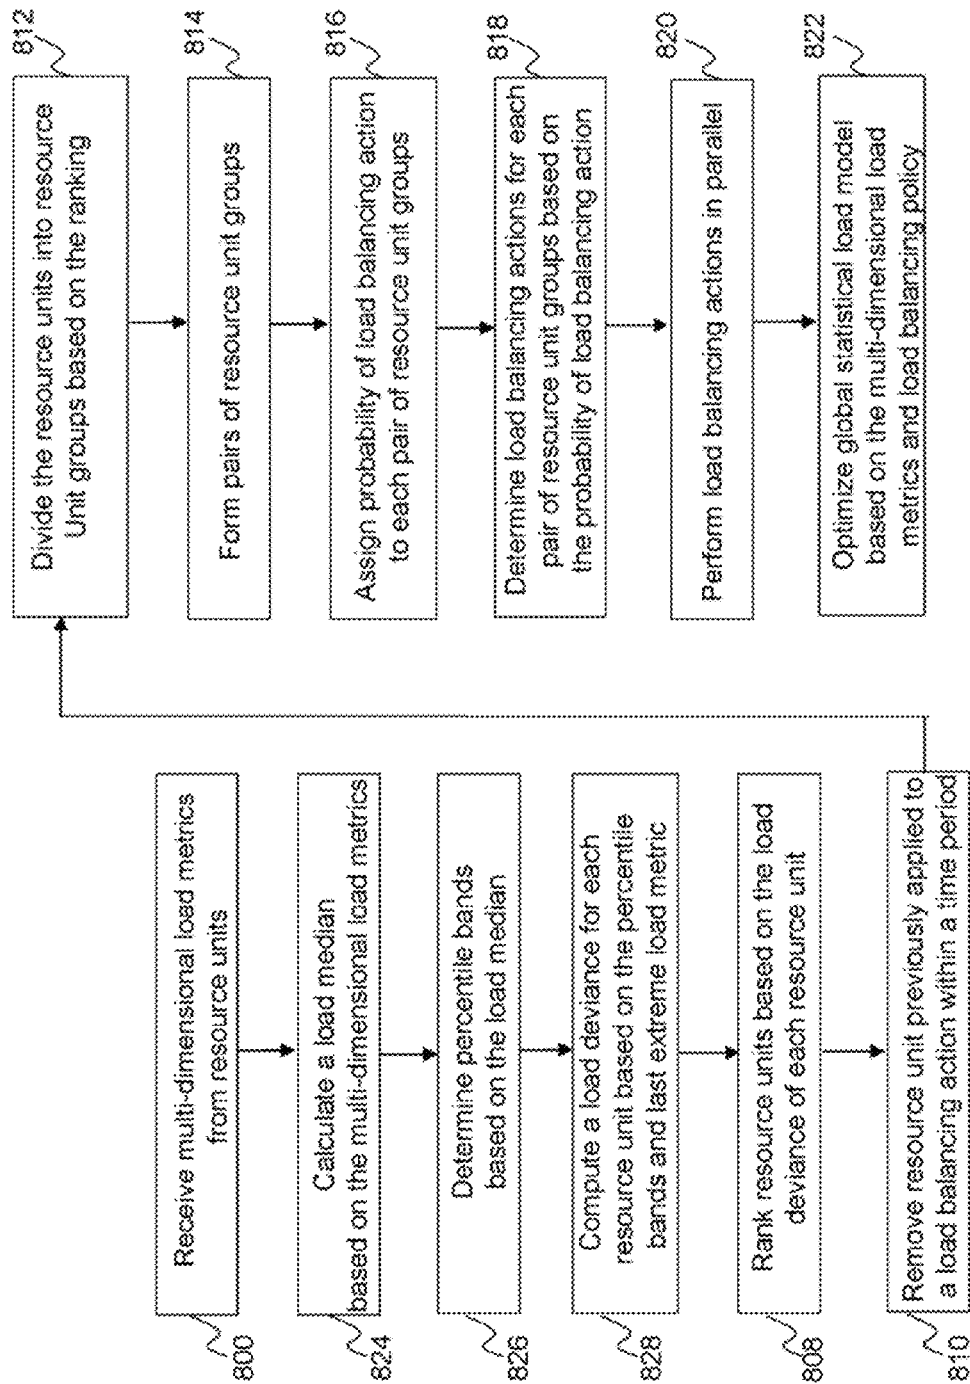 Receive multi-dimensional load metrics
from resource units
800
Calculate a load median
based on the multi-dimensional load metrics
824
Determine percentile bands
based on the load median
826
Compute a load deviance for each
resource unit based on the percentile
bands and last extreme load metric
828
Rank resource units based on the load
deviance of each resource unit
808
Remove resource unit previously applied to
a load balancing action within a time period
810
Divide the resource units into resource
Unit groups based on the ranking
812
Form pairs of resource unit groups
814
Assign probability of load balancing action
to each pair of resource unit groups
816
Determine load balancing actions for each
pair of resource unit groups based on
the probability of load balancing action
818
Perform load balancing actions in parallel
820
Optimize global statistical load model
based on the multi-dimensional load
metrics and load balancing policy
822